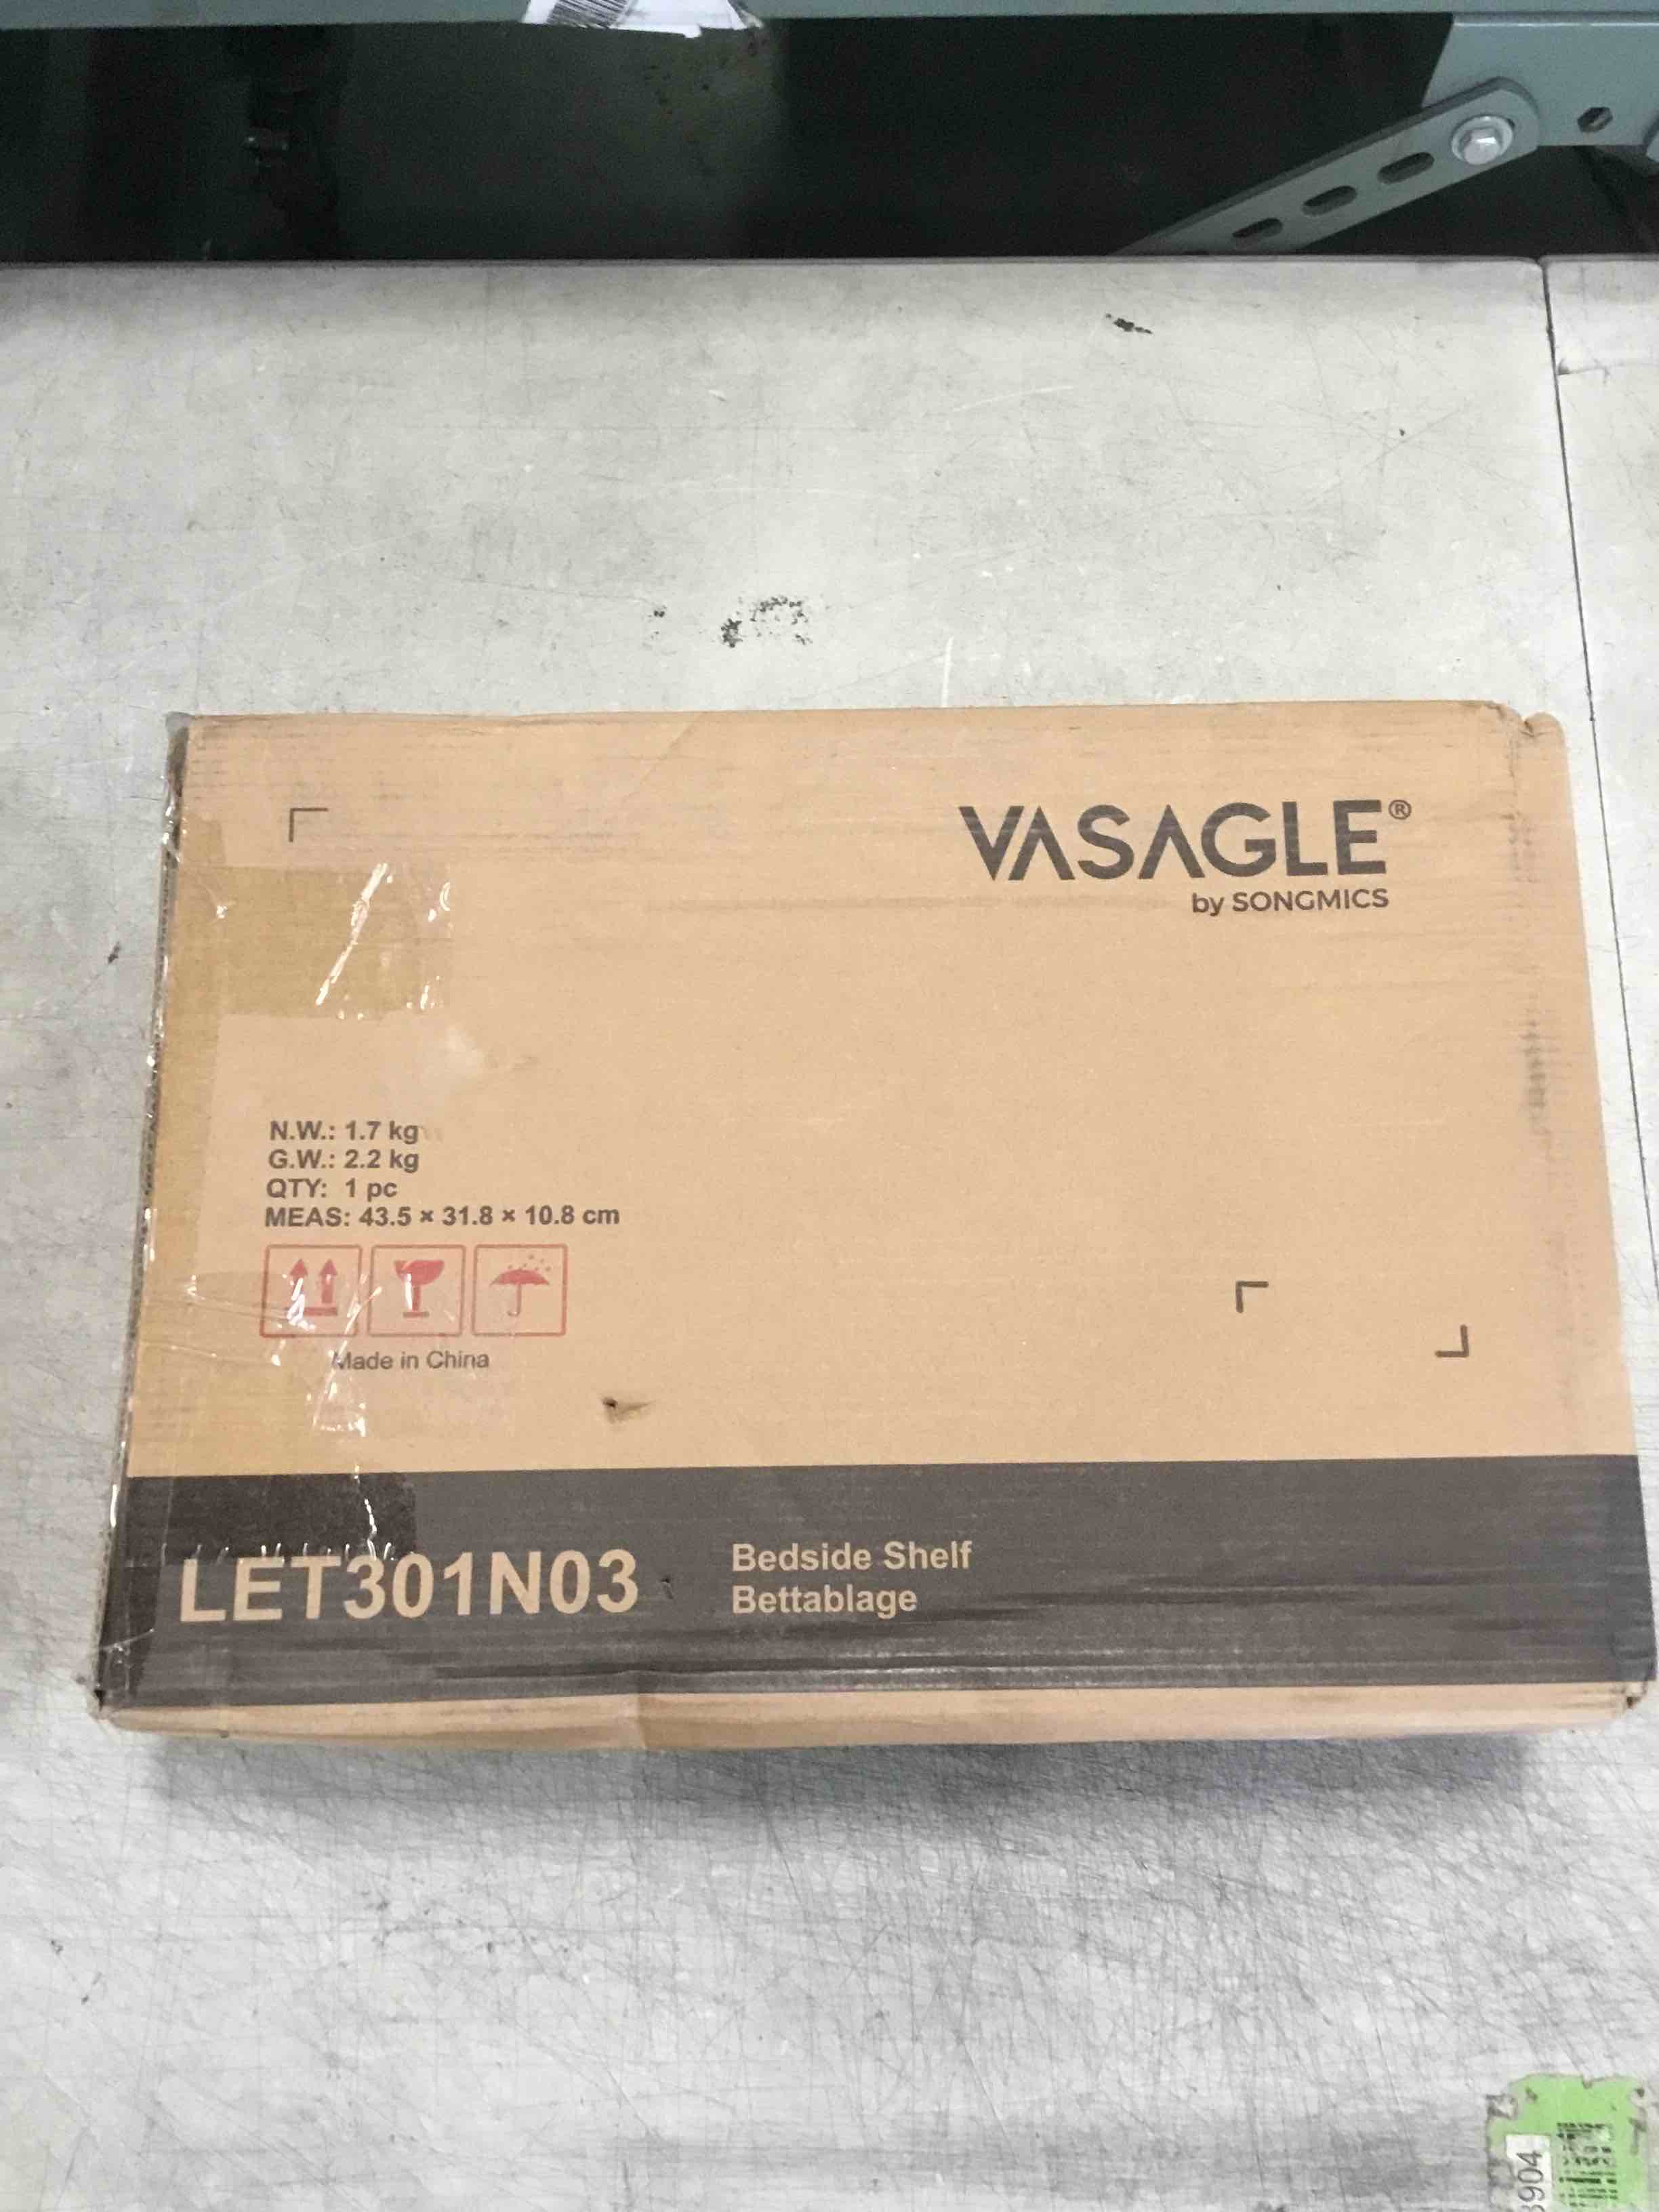 VASAGLE®
by SONGMICS
N.W.: 1.7 kg
G.W.: 2.2 kg
QTY: 1 pc
MEAS: 43.5 × 31.8 × 10.8 cm
Made in China
LET301N03
Bedside Shelf
Bettablage